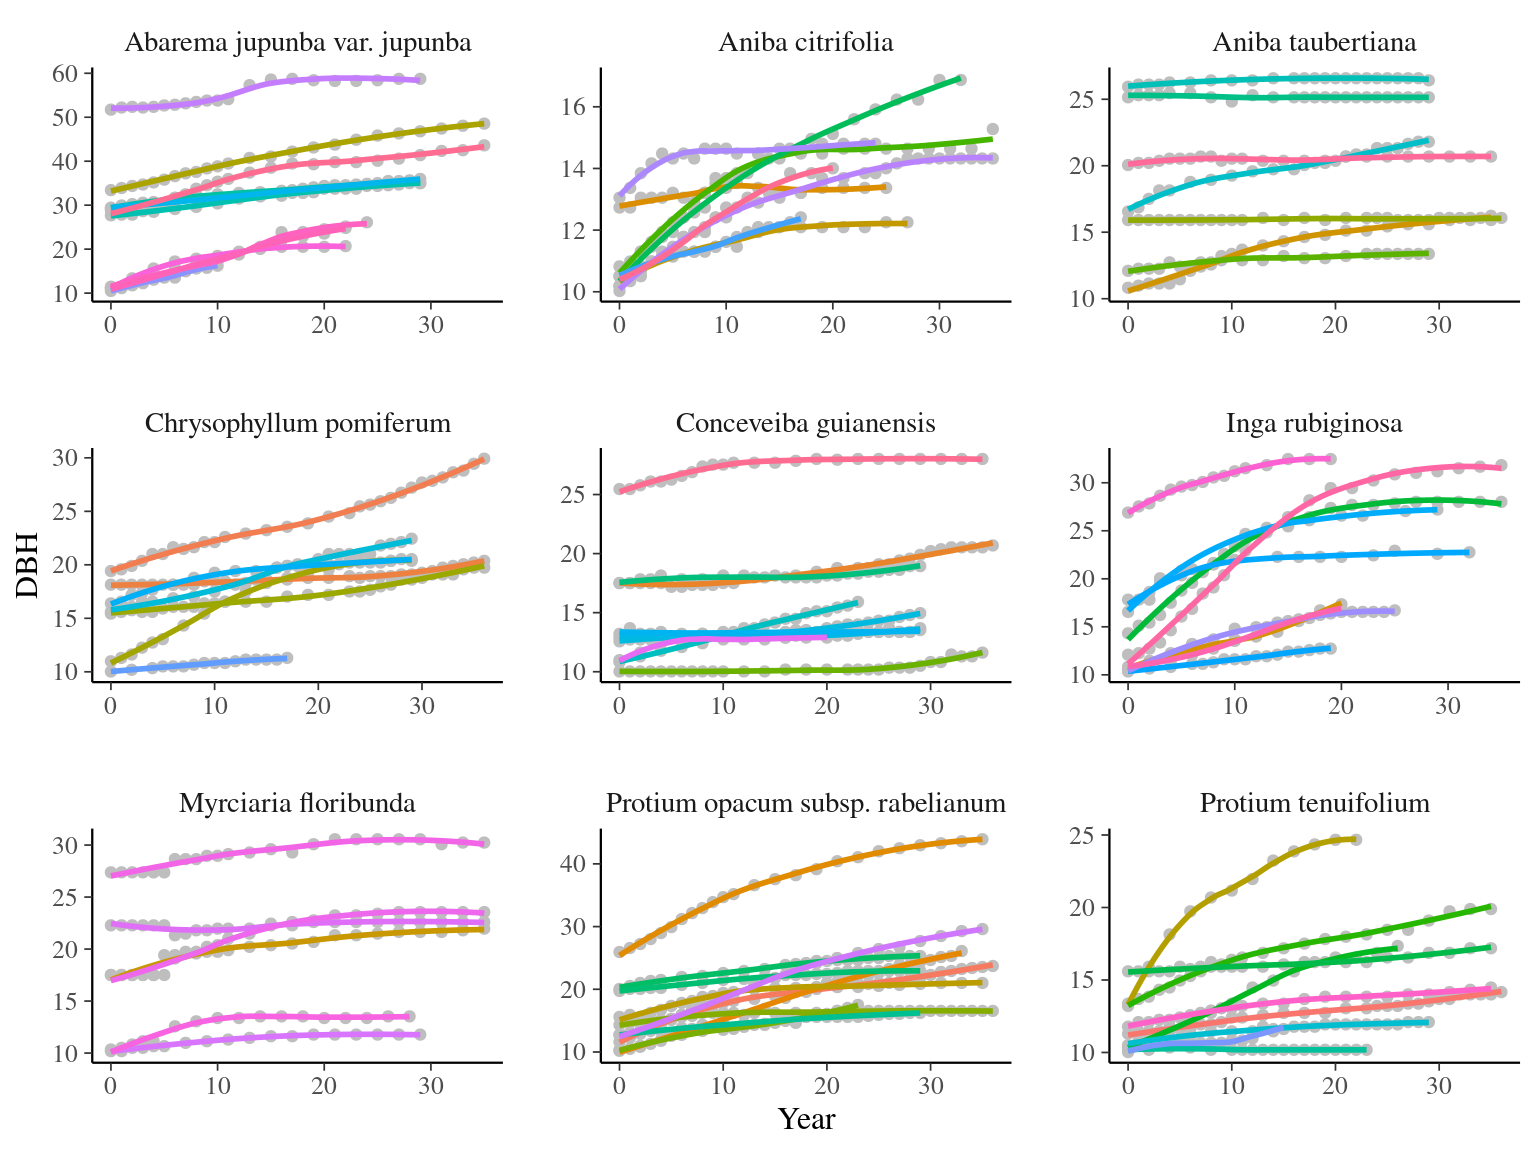 Abarema jupunba var. jupunba
Aniba citrifolia
Aniba taubertiana
60
50
40
30
20
10
0 10 20 30
16
14
12
10
0 10 20 30
25
20
15
10
0 10 20 30
Chrysophyllum pomiferum
Conceveiba guianensis
Inga rubiginosa
30
25
20
15
10
0 10 20 30
25
20
15
10
0 10 20 30
30
25
20
15
10
0 10 20 30
DBH
Myrciaria floribunda
Protium opacum subsp. rabelianum
Protium tenuifolium
30
25
20
15
10
0 10 20 30
40
30
20
10
0 10 20 30
25
20
15
10
0 10 20 30
Year